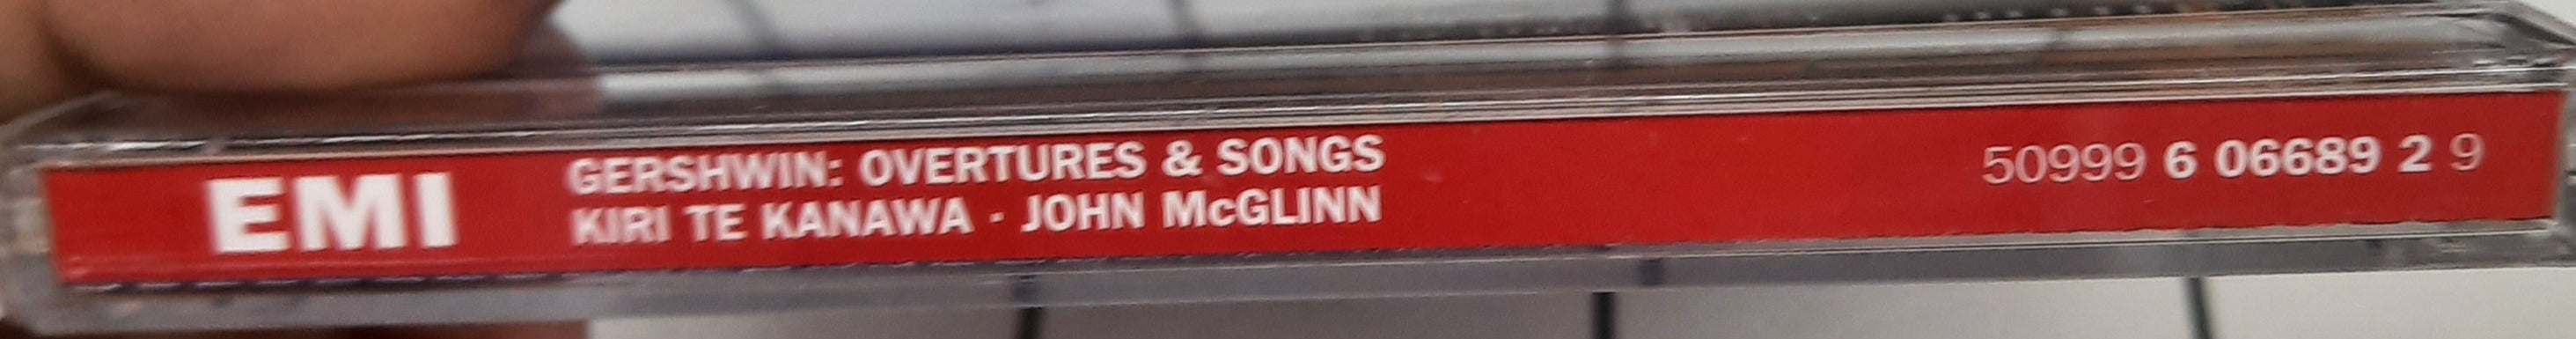 EMI
GERSHWIN: OVERTURES & SONGS
KIRI TE KANAWA · JOHN McGLINN
50999 6 06689 2 9